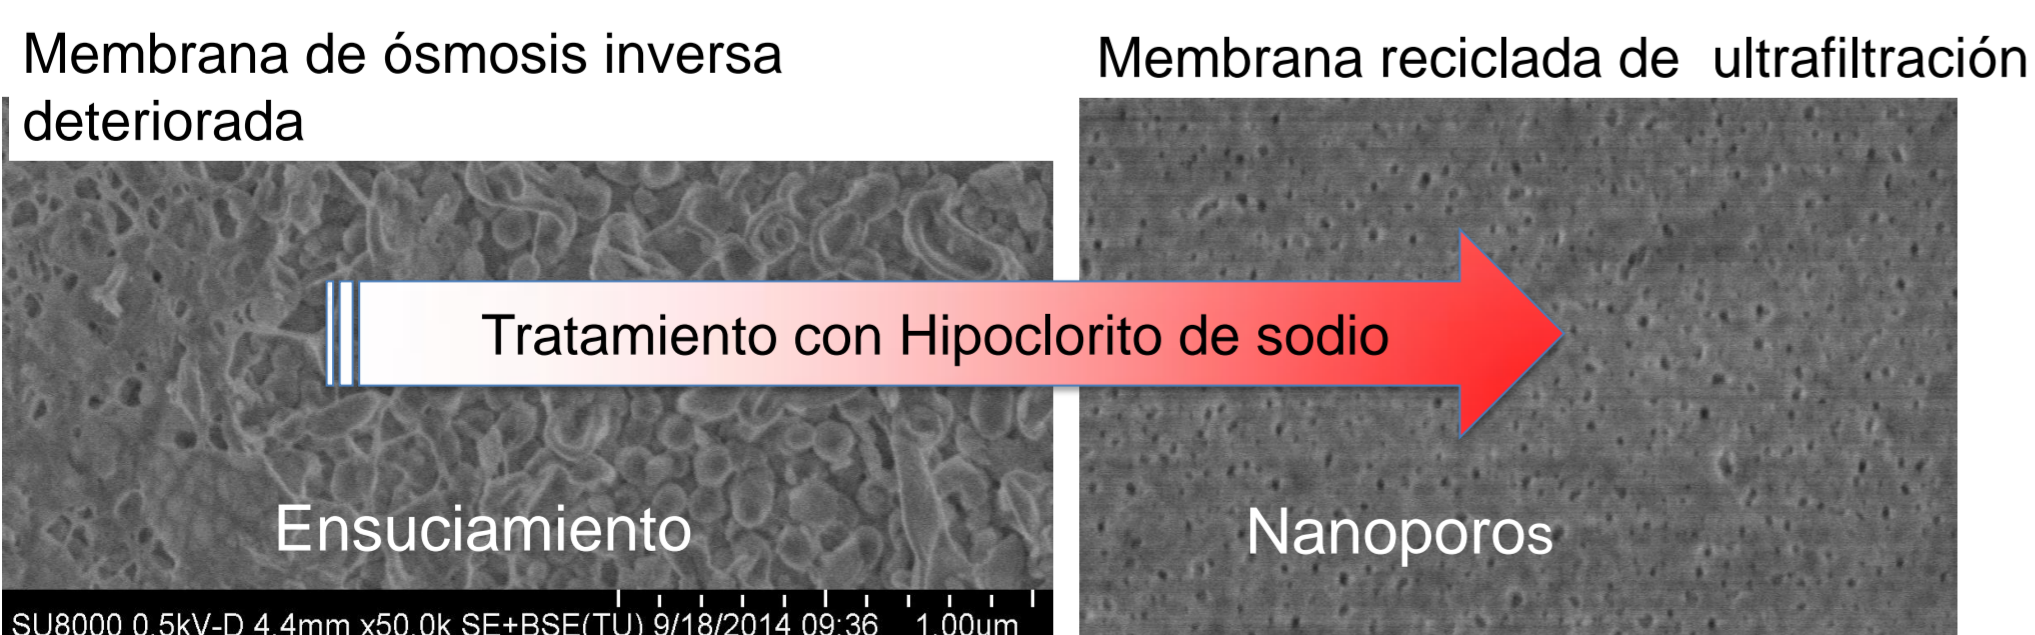 Membrana de ósmosis inversa
deteriorada
Membrana reciclada de ultrafiltración
Tratamiento con Hipoclorito de sodio
Ensuciamiento
Nanoporos
SU8000 0.5kV-D 4.4mm x50.0k SE+BSE(TU) 9/18/2014 09:36 1.00um